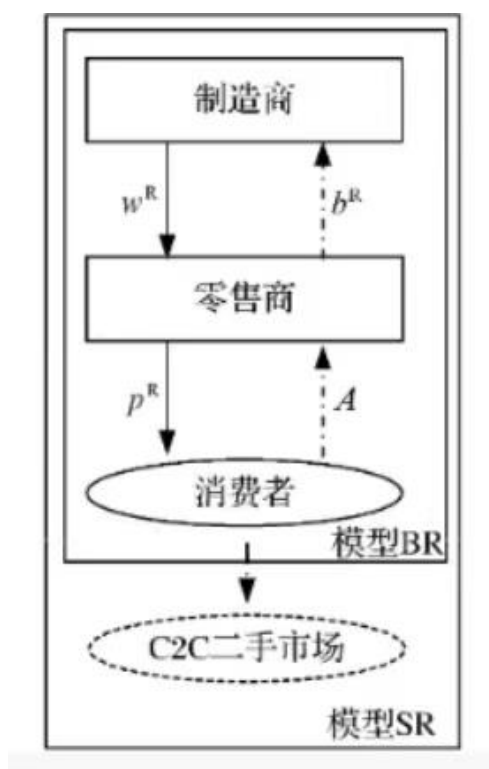 制造商
w^R b^R
零售商
p^R A
消费者
模型BR
C2C二手市场
模型SR